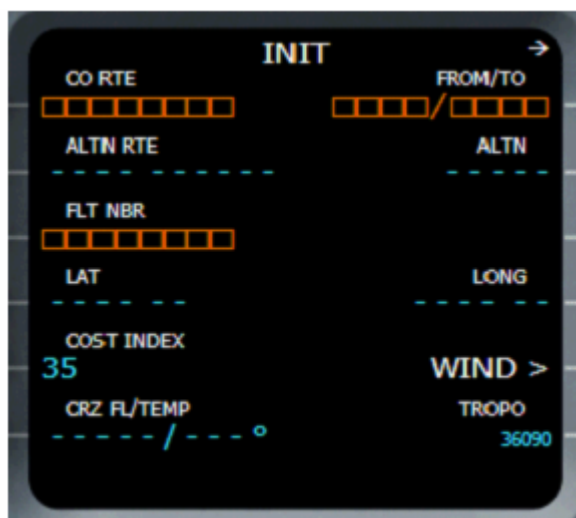 INIT →
CO RTE FROM/TO
□□□□□□□□ □□□□/□□□□
ALTN RTE ALTN
- - - - - - - - - - - - - - -
FLT NBR
□□□□□□□□
LAT LONG
- - - - - - - - - - - -
COST INDEX
35 WIND >
CRZ FL/TEMP TROPO
- - - - - / - - - ° 36090